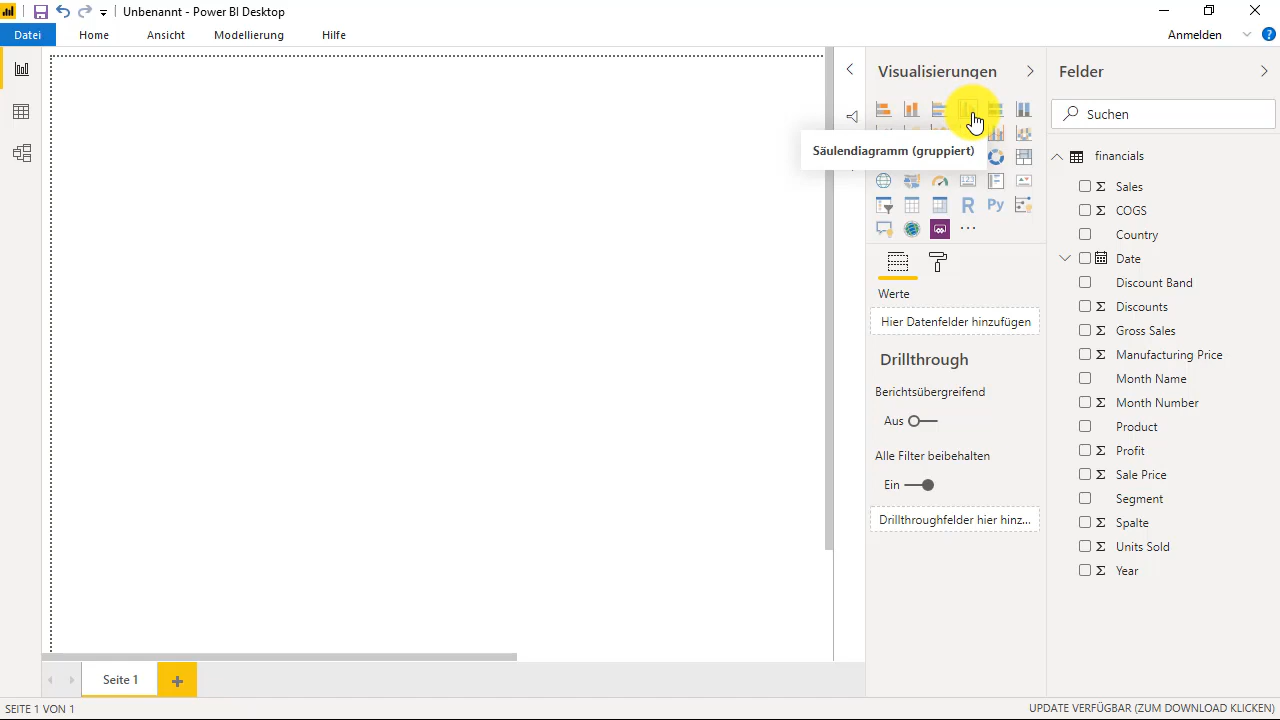 Unbenannt - Power BI Desktop
Datei Home Ansicht Modellierung Hilfe Anmelden ?
Visualisierungen
Felder
Suchen
Säulendiagramm (gruppiert)
123
R Py
Werte
Hier Datenfelder hinzufügen
Drillthrough
Berichtsübergreifend
Aus
Alle Filter beibehalten
Ein
Drillthroughfelder hier hinz...
financials
Σ Sales
Σ COGS
Country
Date
Discount Band
Σ Discounts
Σ Gross Sales
Σ Manufacturing Price
Month Name
Σ Month Number
Product
Σ Profit
Σ Sale Price
Segment
Σ Spalte
Σ Units Sold
Σ Year
Seite 1 +
SEITE 1 VON 1
UPDATE VERFÜGBAR (ZUM DOWNLOAD KLICKEN)